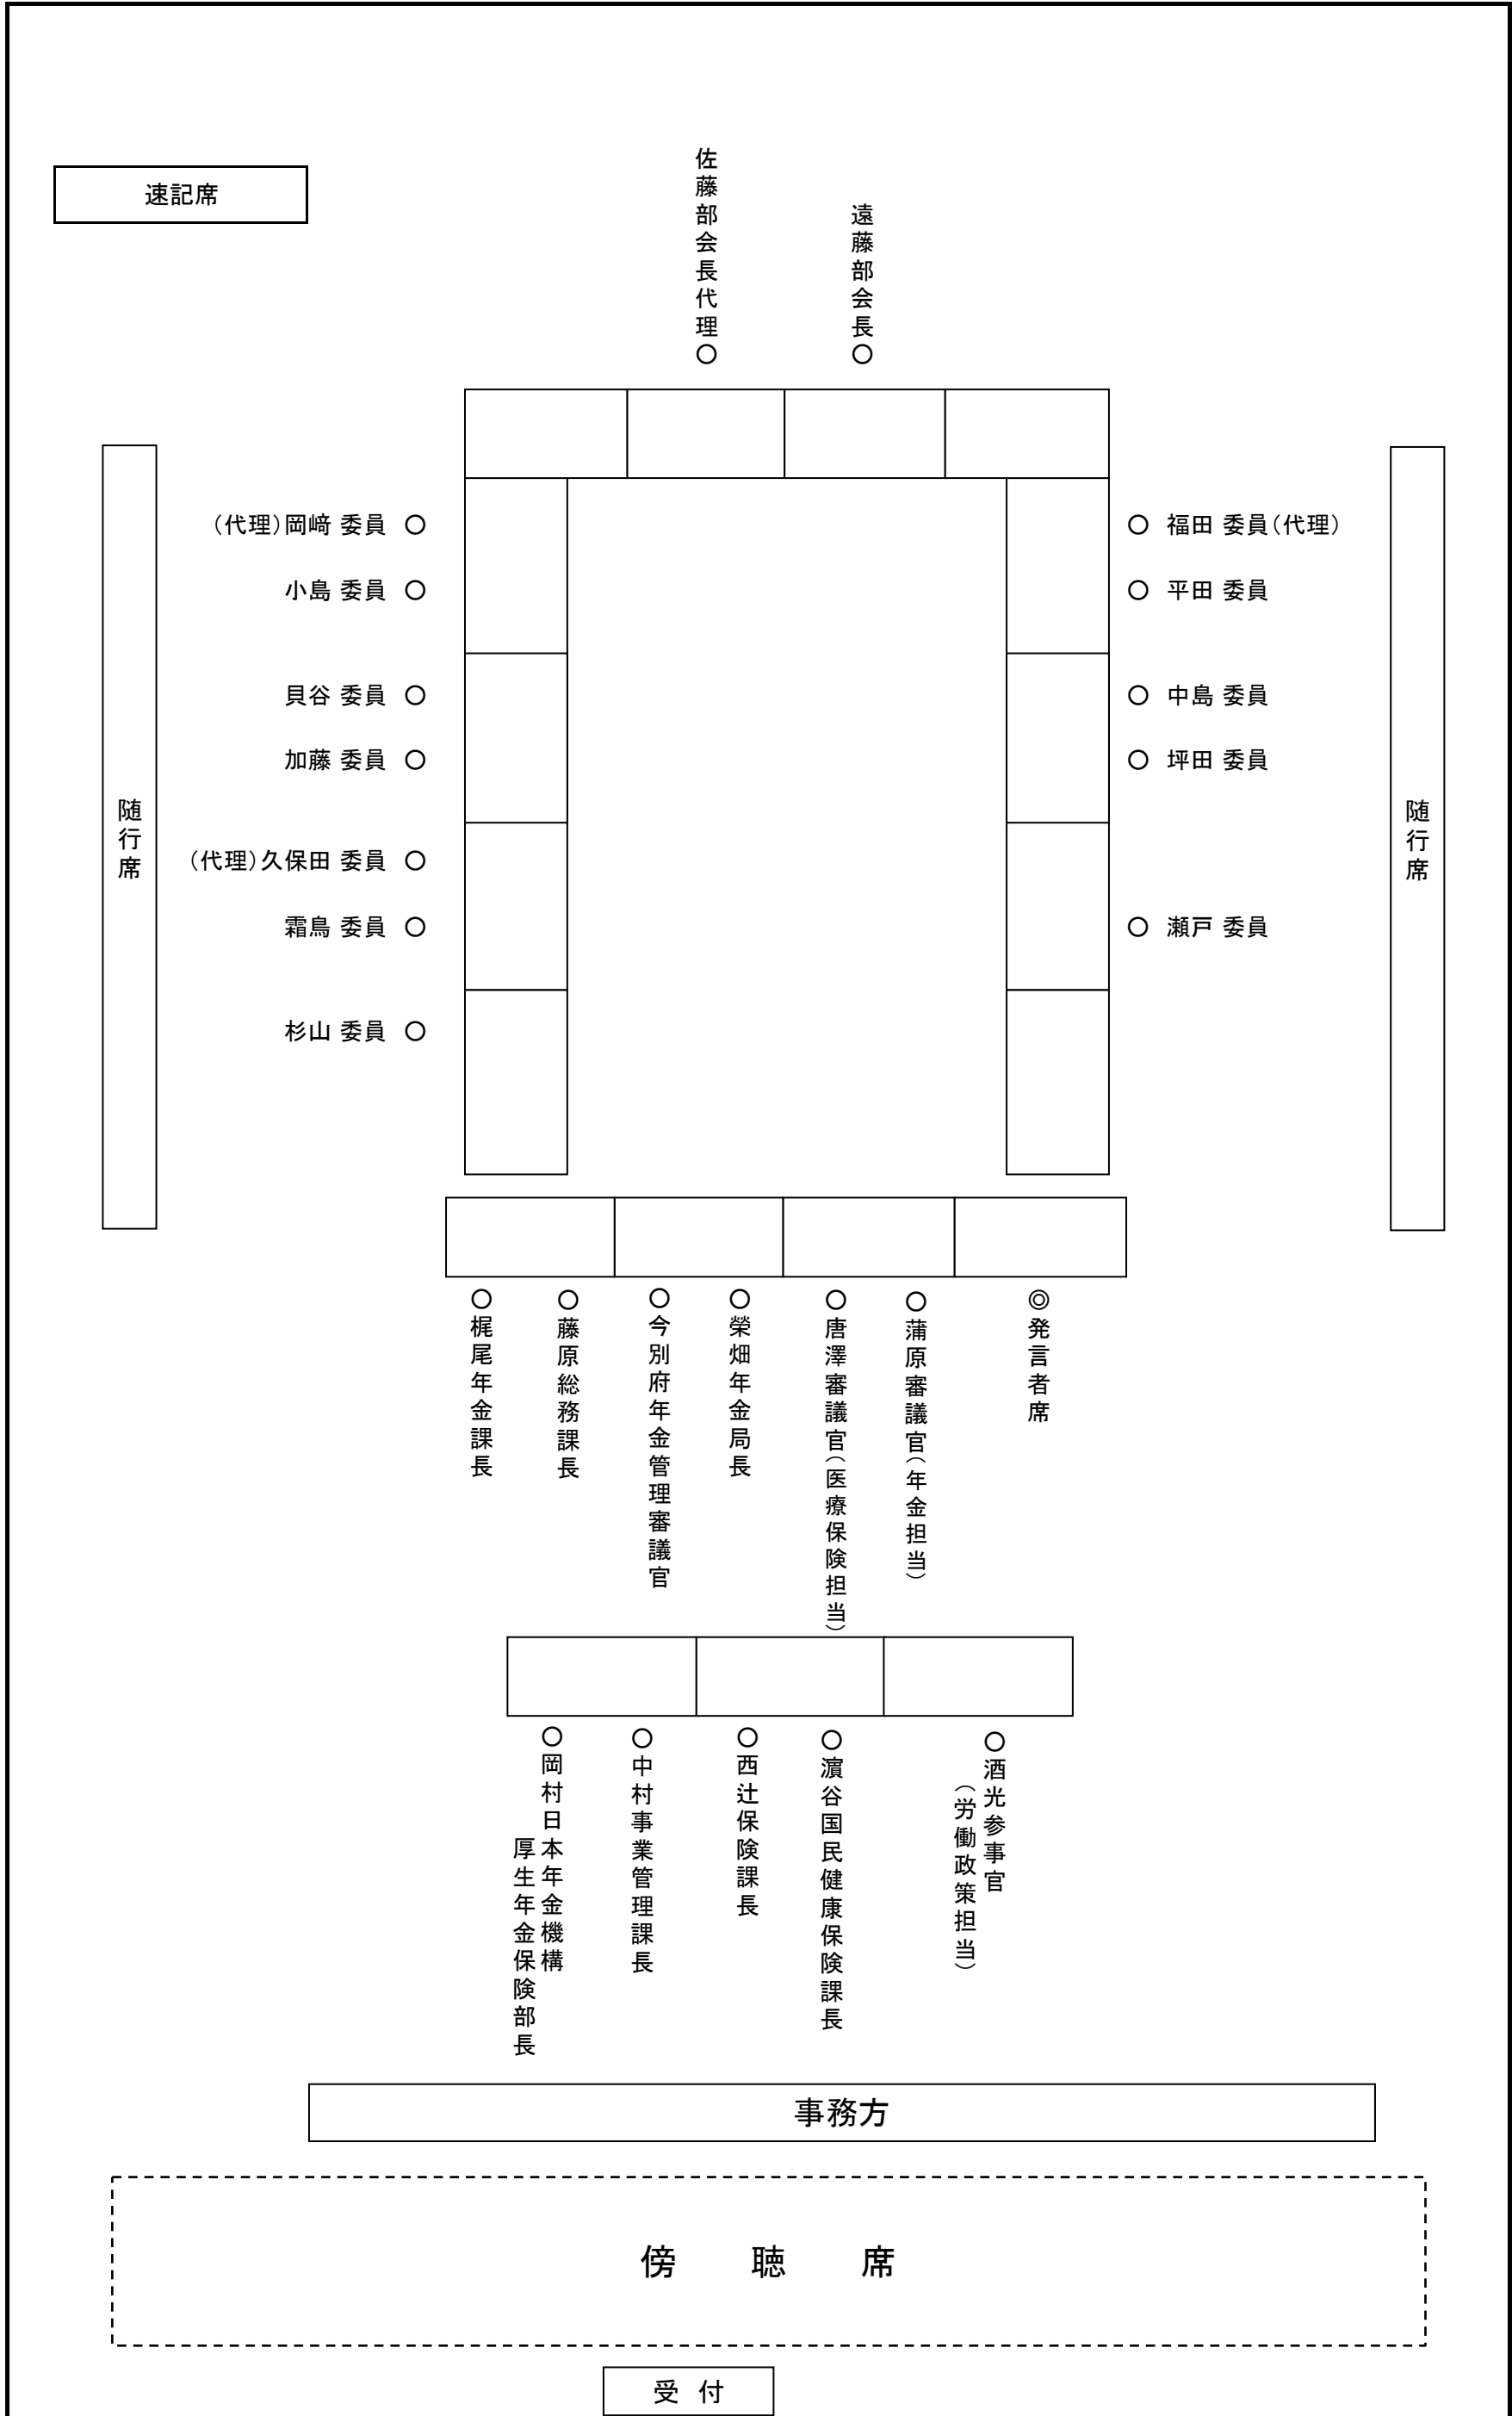 速記席
佐藤部会長代理○
遠藤部会長○
随行席
(代理)岡﨑 委員 ○
小島 委員 ○
貝谷 委員 ○
加藤 委員 ○
(代理)久保田 委員 ○
霜鳥 委員 ○
杉山 委員 ○
○ 福田 委員(代理)
○ 平田 委員
○ 中島 委員
○ 坪田 委員
○ 瀬戸 委員
随行席
○梶尾年金課長
○藤原総務課長
○今別府年金管理審議官
○榮畑年金局長
○唐澤審議官(医療保険担当)
○蒲原審議官(年金担当)
◎発言者席
○岡村日本年金機構
厚生年金保険部長
○中村事業管理課長
○西辻保険課長
○濵谷国民健康保険課長
○酒光参事官
(労働政策担当)
事務方
傍 聴 席
受 付